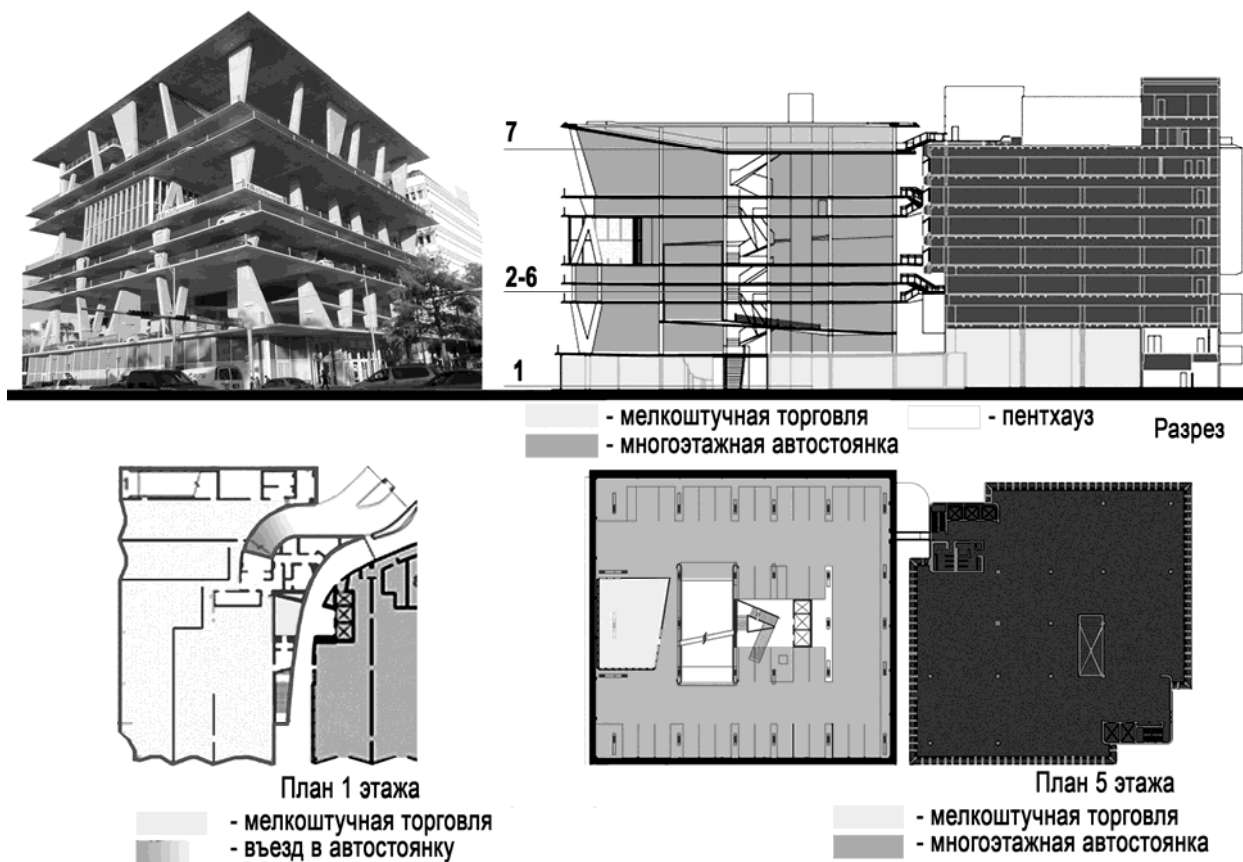 7
2-6
1
- мелкоштучная торговля
- пентхауз
- многоэтажная автостоянка
Разрез
План 1 этажа
- мелкоштучная торговля
- въезд в автостоянку
План 5 этажа
- мелкоштучная торговля
- многоэтажная автостоянка